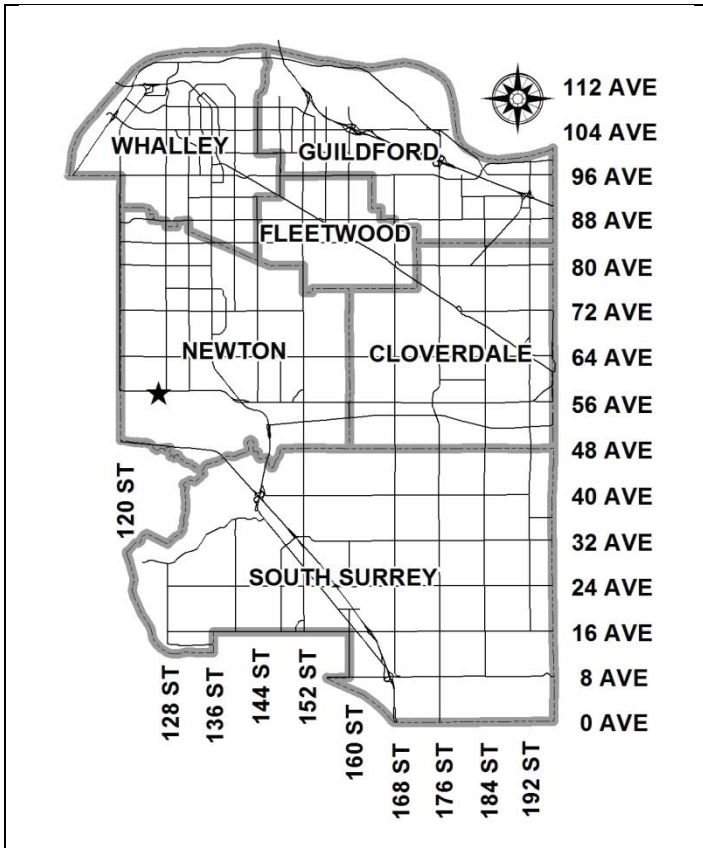 112 AVE
104 AVE
WHALLEY
GUILDFORD
96 AVE
88 AVE
FLEETWOOD
80 AVE
72 AVE
NEWTON
CLOVERDALE
64 AVE
56 AVE
48 AVE
120 ST
40 AVE
32 AVE
SOUTH SURREY
24 AVE
16 AVE
8 AVE
0 AVE
128 ST
136 ST
144 ST
152 ST
160 ST
168 ST
176 ST
184 ST
192 ST